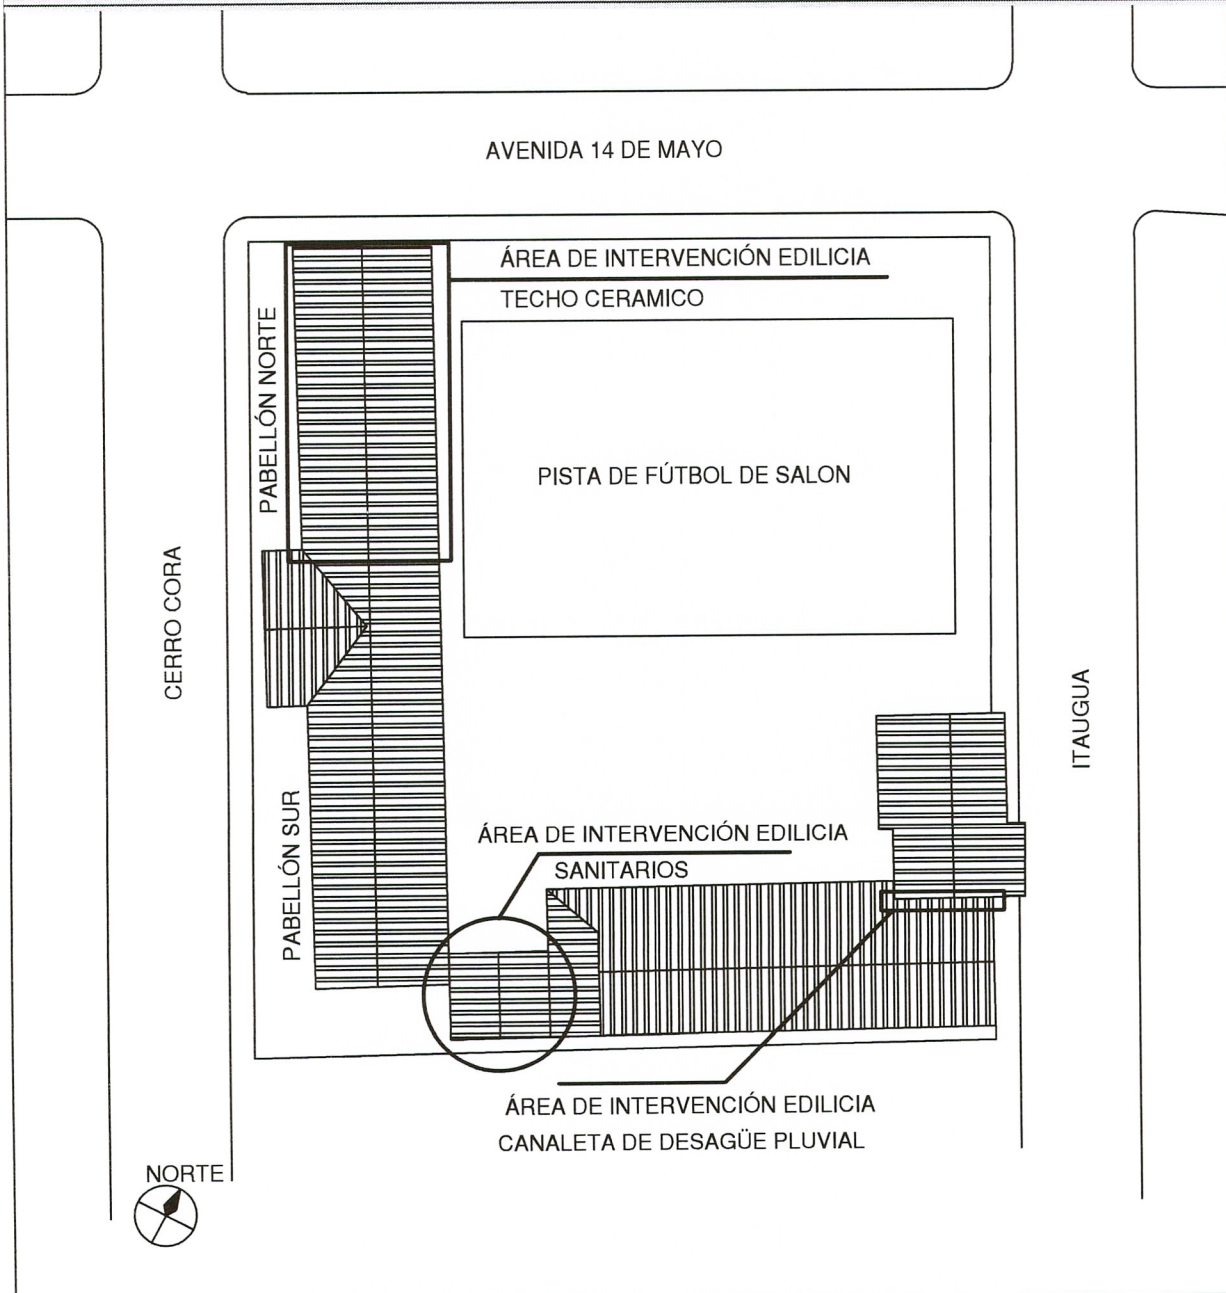 AVENIDA 14 DE MAYO
ÁREA DE INTERVENCIÓN EDILICIA
TECHO CERAMICO
PABELLÓN NORTE
PISTA DE FÚTBOL DE SALON
CERRO CORA
ITAUGUA
PABELLÓN SUR
ÁREA DE INTERVENCIÓN EDILICIA
SANITARIOS
ÁREA DE INTERVENCIÓN EDILICIA
CANALETA DE DESAGÜE PLUVIAL
NORTE